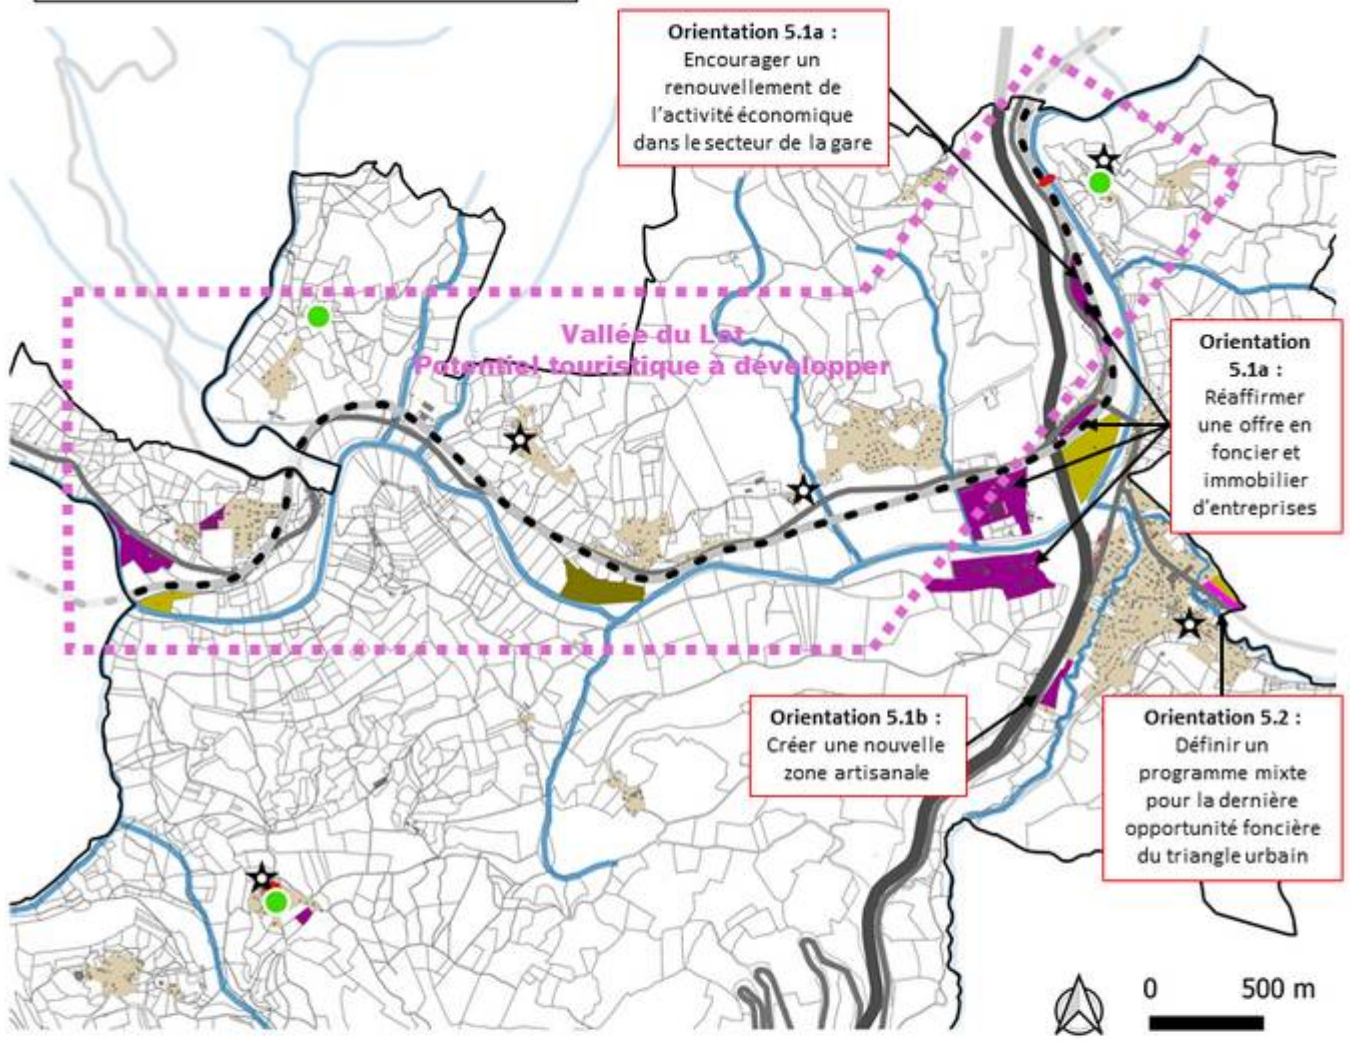 Orientation 5.1a :
Encourager un
renouvellement de
l'activité économique
dans le secteur de la gare
Vallée du Lot
Potentiel touristique à développer
Orientation
5.1a :
Réaffirmer
une offre en
foncier et
immobilier
d'entreprises
Orientation 5.1b :
Créer une nouvelle
zone artisanale
Orientation 5.2 :
Définir un
programme mixte
pour la dernière
opportunité foncière
du triangle urbain
0 500 m